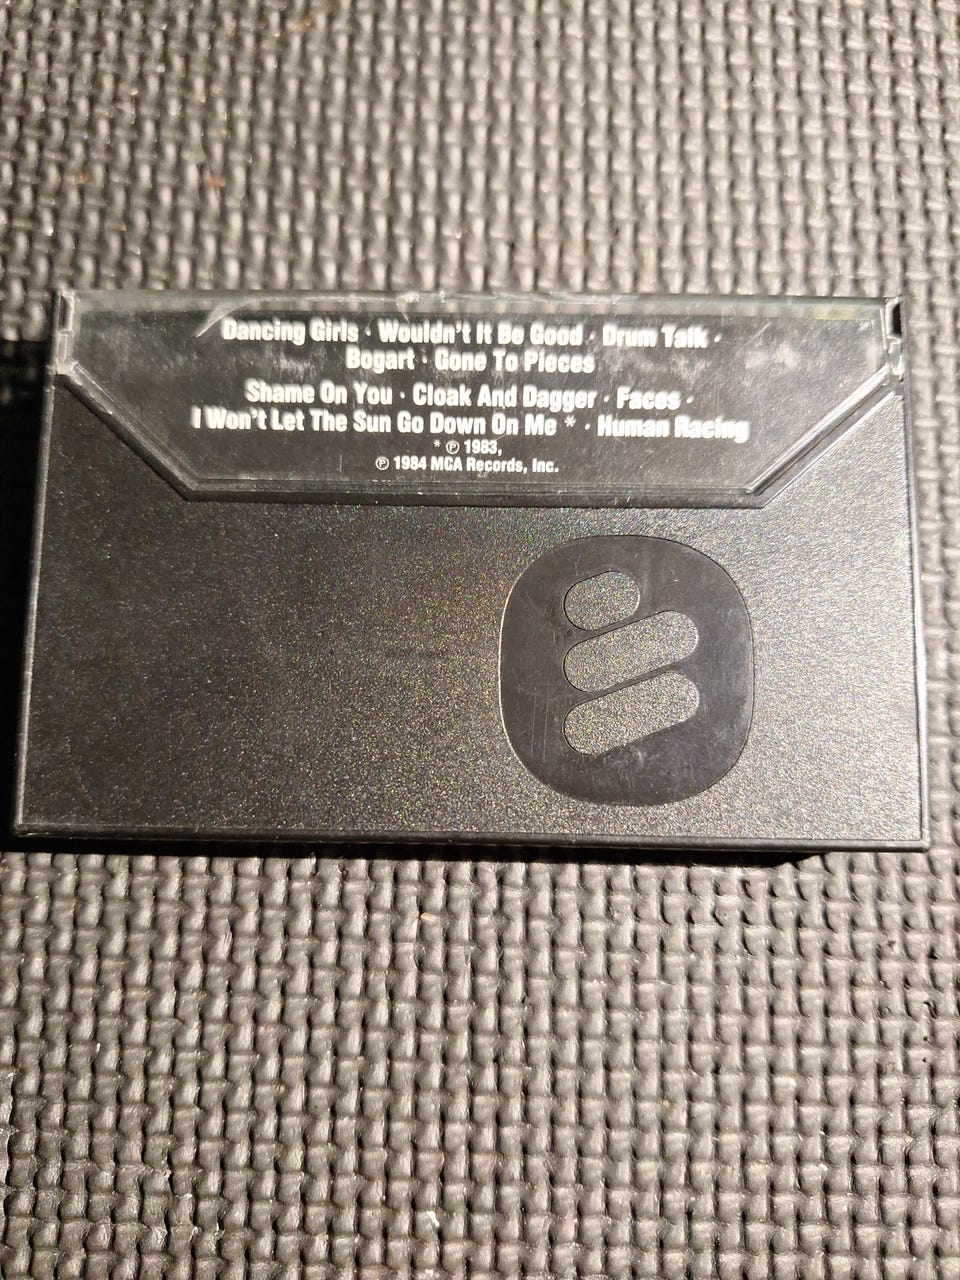 Dancing Girls · Wouldn't It Be Good · Drum Talk ·
Bogart · Gone To Pieces
Shame On You · Cloak And Dagger · Faces ·
I Won't Let The Sun Go Down On Me * · Human Racing
* ℗ 1983,
℗ 1984 MCA Records, Inc.